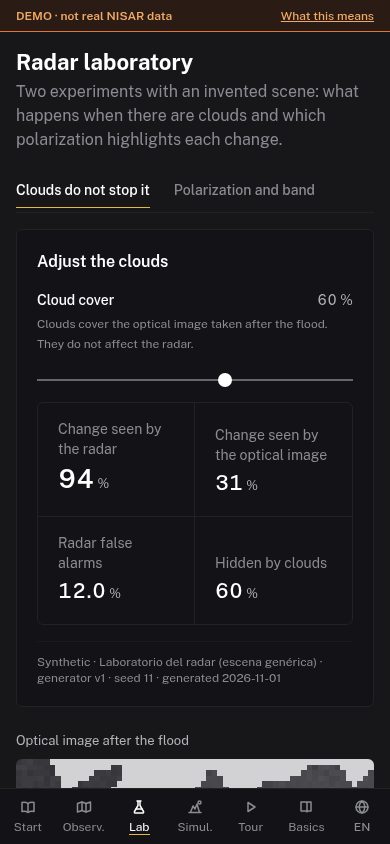 DEMO · not real NISAR data
What this means
Radar laboratory
Two experiments with an invented scene: what
happens when there are clouds and which
polarization highlights each change.
Clouds do not stop it
Polarization and band
Adjust the clouds
Cloud cover
60 %
Clouds cover the optical image taken after the flood.
They do not affect the radar.
Change seen by
the radar
94 %
Change seen by
the optical image
31 %
Radar false
alarms
12.0 %
Hidden by clouds
60 %
Synthetic · Laboratorio del radar (escena genérica) ·
generator v1 · seed 11 · generated 2026-11-01
Optical image after the flood
Start
Observ.
Lab
Simul.
Tour
Basics
EN